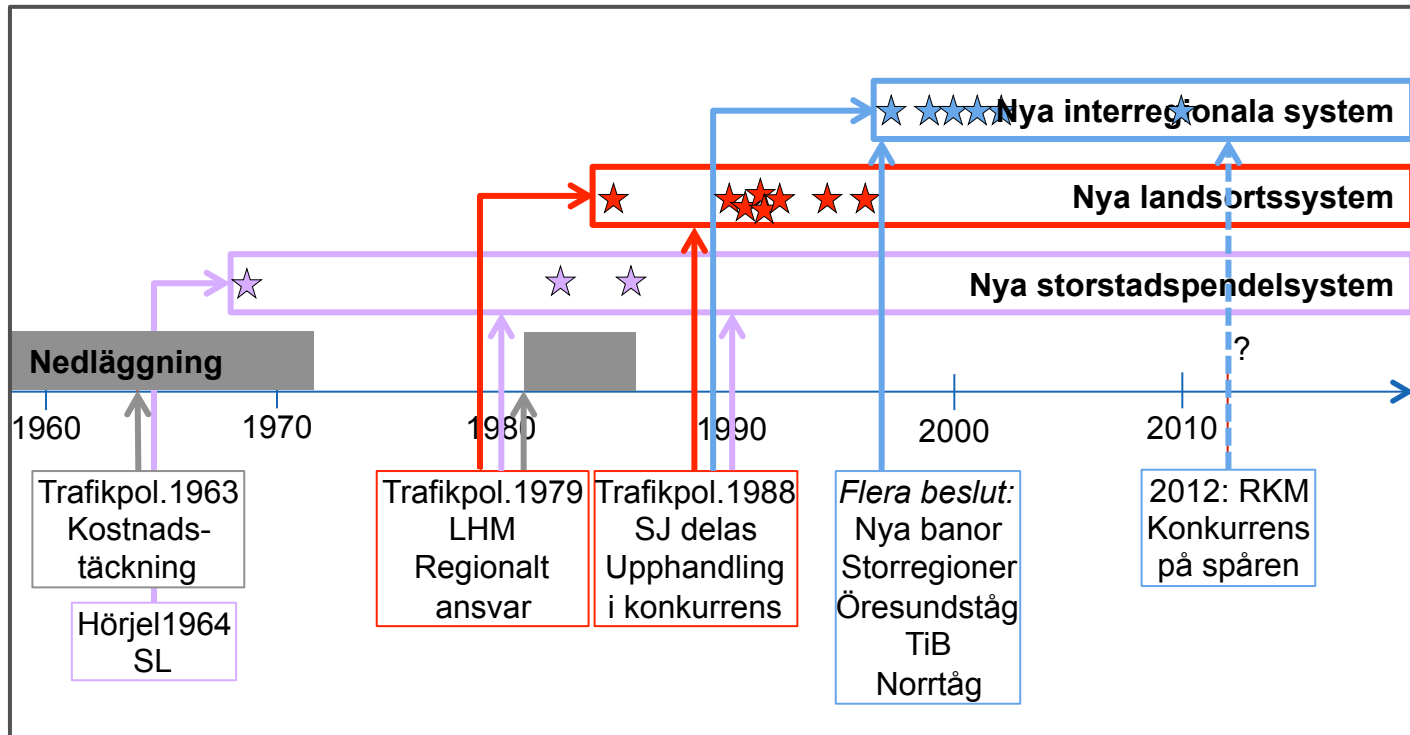 Nya interregionala system
Nya landsortssystem
Nya storstadspendelsystem
Nedläggning
?
1960
1970
1980
1990
2000
2010
Trafikpol.1963
Kostnads-
täckning
Hörjel1964
SL
Trafikpol.1979
LHM
Regionalt
ansvar
Trafikpol.1988
SJ delas
Upphandling
i konkurrens
Flera beslut:
Nya banor
Storregioner
Öresundståg
TiB
Norrtåg
2012: RKM
Konkurrens
på spåren